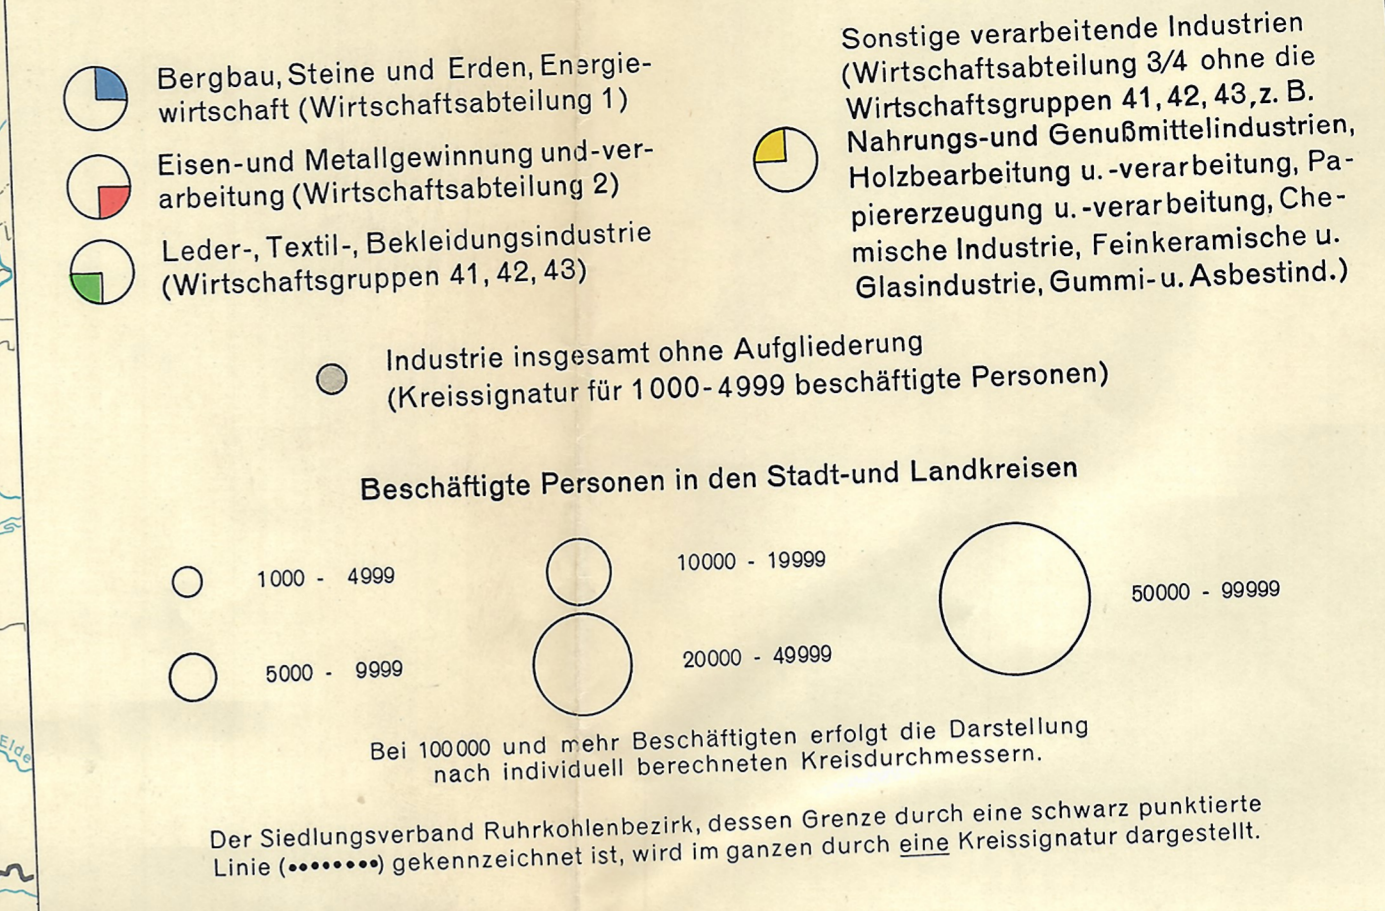 Bergbau, Steine und Erden, Energie-
wirtschaft (Wirtschaftsabteilung 1)
Eisen-und Metallgewinnung und-ver-
arbeitung (Wirtschaftsabteilung 2)
Leder-, Textil-, Bekleidungsindustrie
(Wirtschaftsgruppen 41, 42, 43)
Sonstige verarbeitende Industrien
(Wirtschaftsabteilung 3/4 ohne die
Wirtschaftsgruppen 41, 42, 43, z. B.
Nahrungs-und Genußmittelindustrien,
Holzbearbeitung u. -verarbeitung, Pa-
piererzeugung u. -verarbeitung, Che-
mische Industrie, Feinkeramische u.
Glasindustrie, Gummi- u. Asbestind.)
Industrie insgesamt ohne Aufgliederung
(Kreissignatur für 1000-4999 beschäftigte Personen)
Beschäftigte Personen in den Stadt-und Landkreisen
1000 - 4999
5000 - 9999
10000 - 19999
20000 - 49999
50000 - 99999
Bei 100000 und mehr Beschäftigten erfolgt die Darstellung
nach individuell berechneten Kreisdurchmessern.
Der Siedlungsverband Ruhrkohlenbezirk, dessen Grenze durch eine schwarz punktierte
Linie (••••••••) gekennzeichnet ist, wird im ganzen durch eine Kreissignatur dargestellt.
Elde